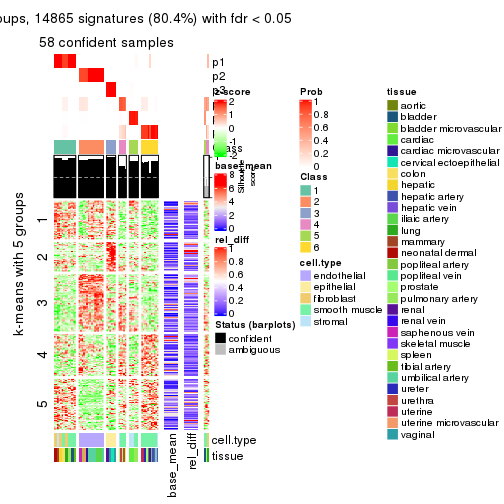 oups, 14865 signatures (80.4%) with fdr < 0.05
58 confident samples
p1
p2
p3
z-score
2
1
0
-1
-2
Class
base_mean
8
6
4
2
0
Silhouette
score
rel_diff
1
0.8
0.6
0.4
0.2
0
Status (barplots)
confident
ambiguous
k-means with 5 groups
1
2
3
4
5
cell.type
tissue
base_mean
rel_diff
Prob
1
0.8
0.6
0.4
0.2
0
Class
1
2
3
4
5
6
cell.type
endothelial
epithelial
fibroblast
smooth muscle
stromal
tissue
aortic
bladder
bladder microvascular
cardiac
cardiac microvascular
cervical ectoepithelial
colon
hepatic
hepatic artery
hepatic vein
iliaic artery
lung
mammary
neonatal dermal
popliteal artery
popliteal vein
prostate
pulmonary artery
renal
renal vein
saphenous vein
skeletal muscle
spleen
tibial artery
umbilical artery
ureter
urethra
uterine
uterine microvascular
vaginal